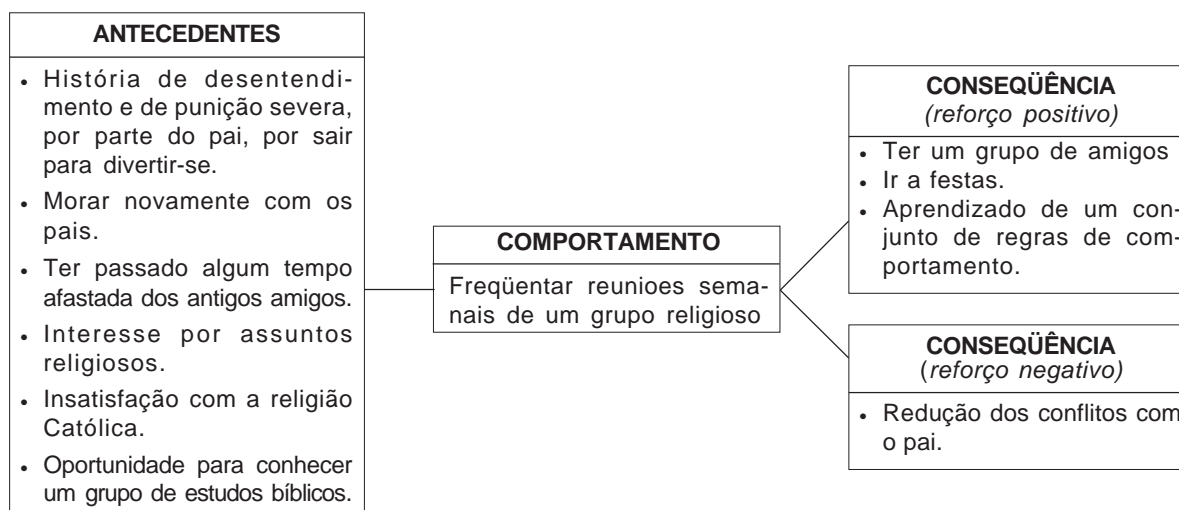 ANTECEDENTES
• História de desentendi-
mento e de punição severa,
por parte do pai, por sair
para divertir-se.
• Morar novamente com os
pais.
• Ter passado algum tempo
afastada dos antigos amigos.
• Interesse por assuntos
religiosos.
• Insatisfação com a religião
Católica.
• Oportunidade para conhecer
um grupo de estudos bíblicos.
COMPORTAMENTO
Freqüentar reunioes sema-
nais de um grupo religioso
CONSEQÜÊNCIA
(reforço positivo)
• Ter um grupo de amigos
• Ir a festas.
• Aprendizado de um con-
junto de regras de com-
portamento.
CONSEQÜÊNCIA
(reforço negativo)
• Redução dos conflitos com
o pai.